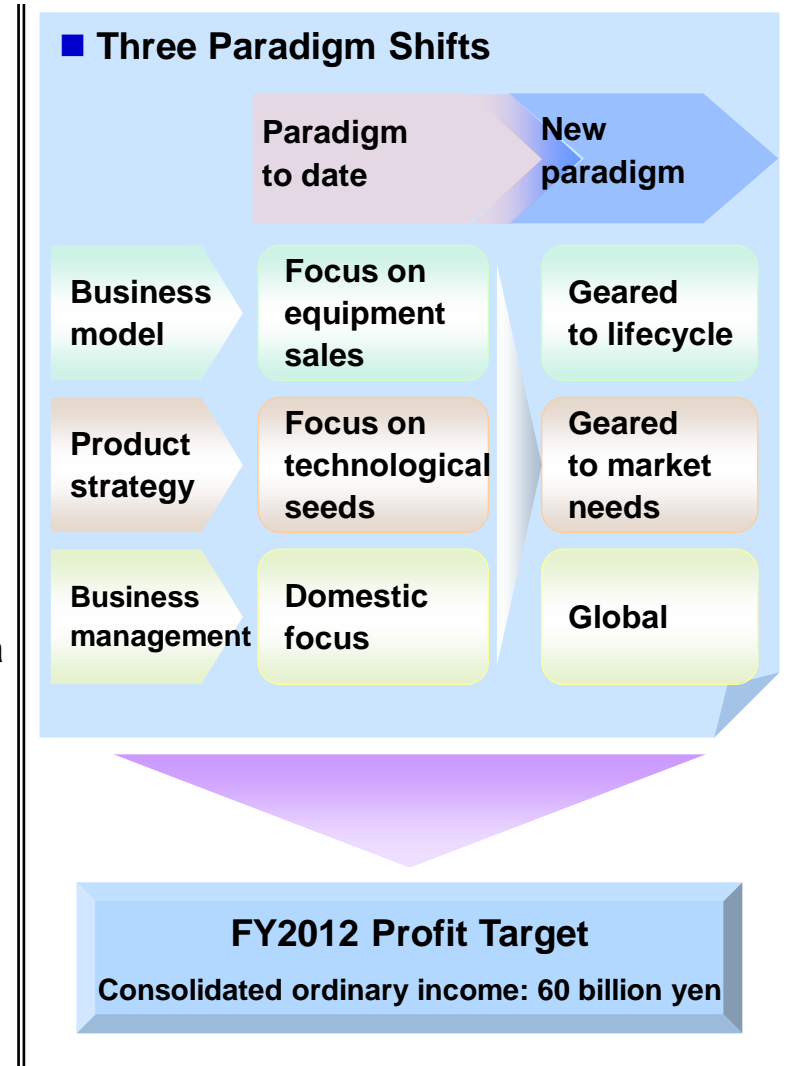 Three Paradigm Shifts
Paradigm
to date
New
paradigm
Business
model
Focus on
equipment
sales
Geared
to lifecycle
Product
strategy
Focus on
technological
seeds
Geared
to market
needs
Business
management
Domestic
focus
Global
FY2012 Profit Target
Consolidated ordinary income: 60 billion yen